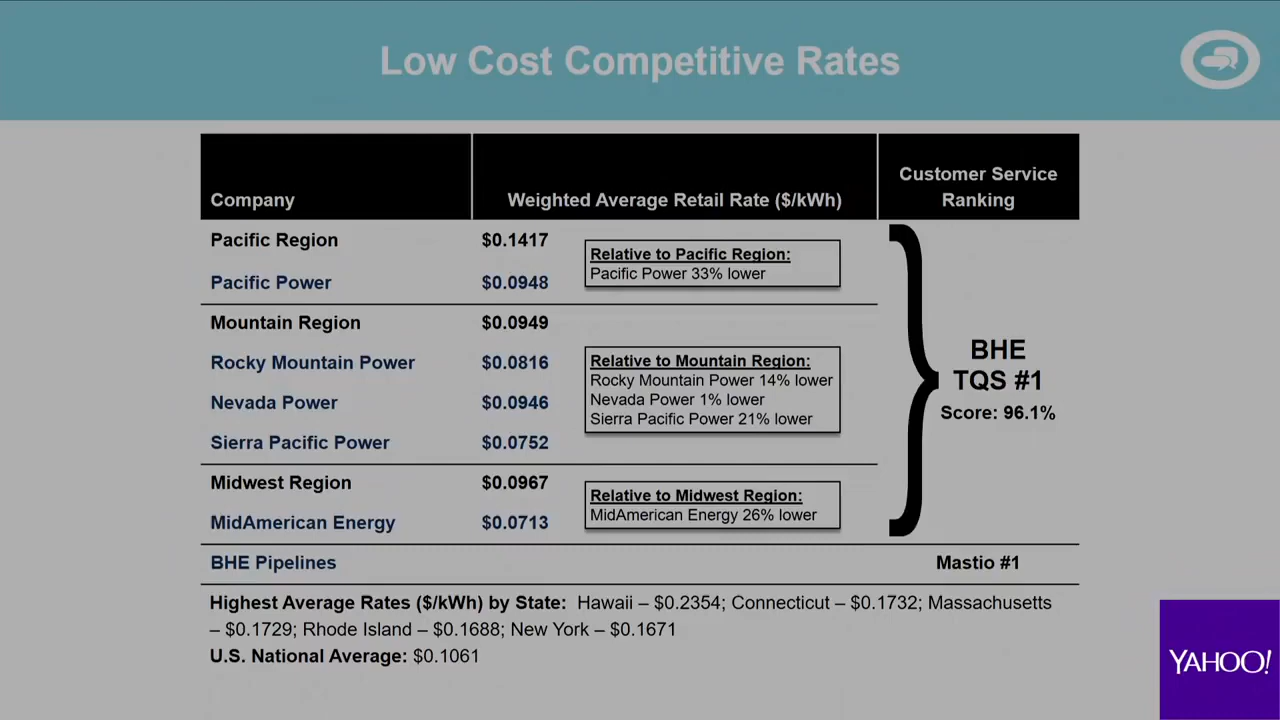 Low Cost Competitive Rates
Company
Weighted Average Retail Rate ($/kWh)
Customer Service
Ranking
Pacific Region $0.1417
Pacific Power $0.0948
Relative to Pacific Region:
Pacific Power 33% lower
Mountain Region $0.0949
Rocky Mountain Power $0.0816
Nevada Power $0.0946
Sierra Pacific Power $0.0752
Relative to Mountain Region:
Rocky Mountain Power 14% lower
Nevada Power 1% lower
Sierra Pacific Power 21% lower
Midwest Region $0.0967
MidAmerican Energy $0.0713
Relative to Midwest Region:
MidAmerican Energy 26% lower
BHE
TQS #1
Score: 96.1%
BHE Pipelines Mastio #1
Highest Average Rates ($/kWh) by State: Hawaii – $0.2354; Connecticut – $0.1732; Massachusetts
– $0.1729; Rhode Island – $0.1688; New York – $0.1671
U.S. National Average: $0.1061
YAHOO!